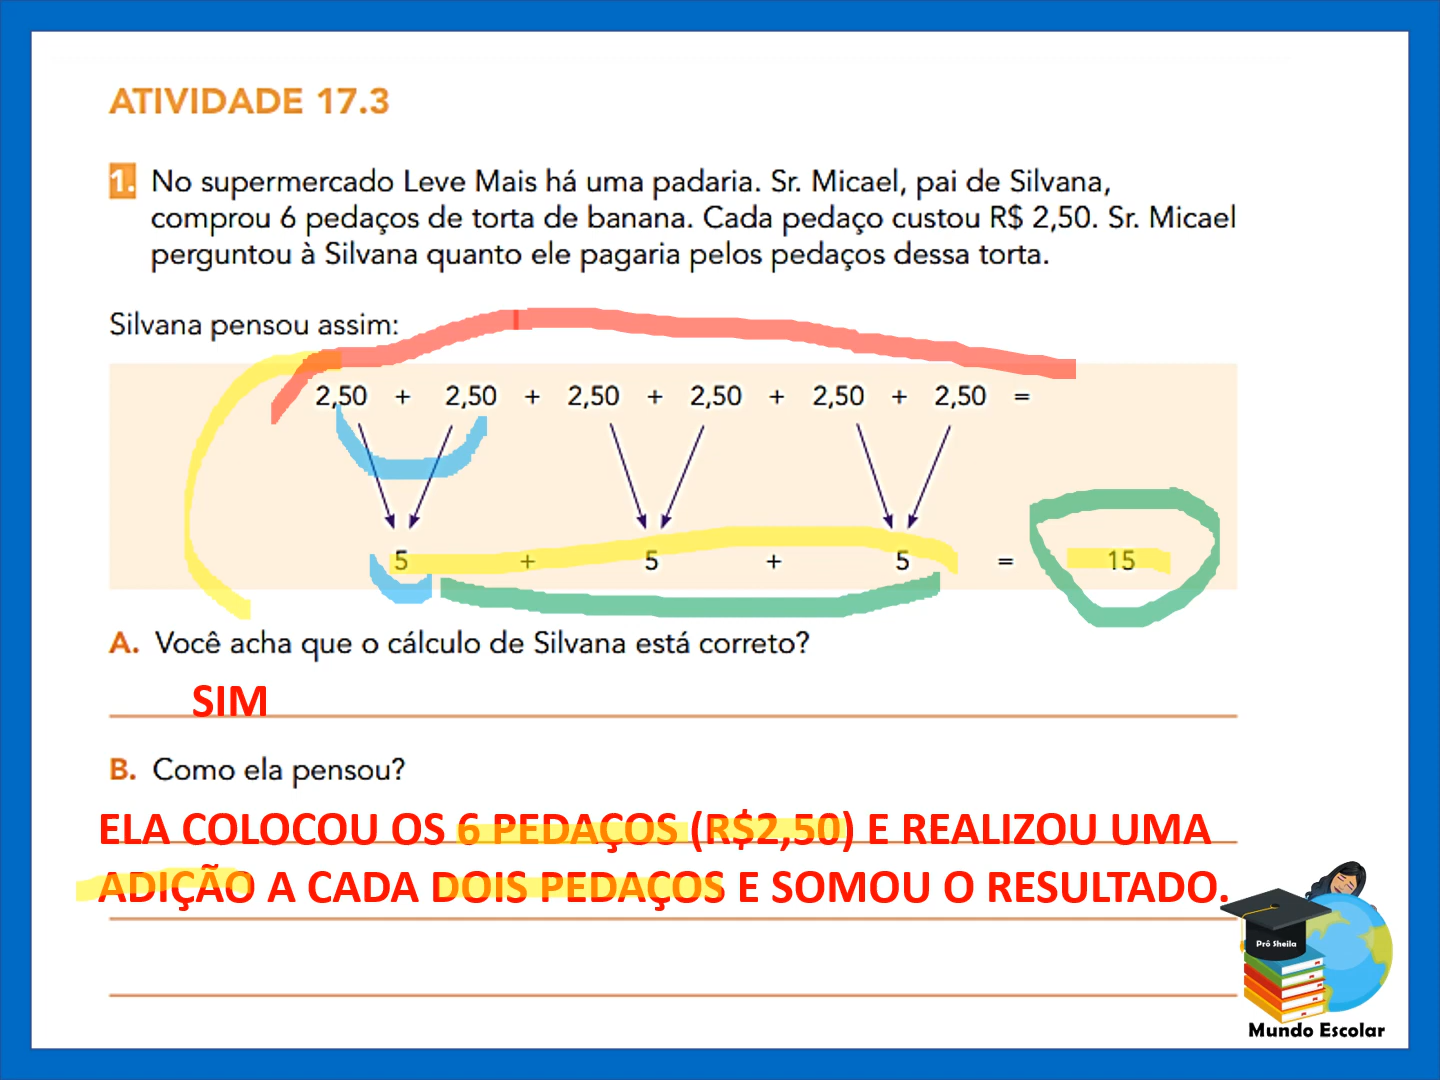 ATIVIDADE 17.3
1. No supermercado Leve Mais há uma padaria. Sr. Micael, pai de Silvana,
comprou 6 pedaços de torta de banana. Cada pedaço custou R$ 2,50. Sr. Micael
perguntou à Silvana quanto ele pagaria pelos pedaços dessa torta.
Silvana pensou assim:
2,50 + 2,50 + 2,50 + 2,50 + 2,50 + 2,50 =
5 + 5 + 5 = 15
A. Você acha que o cálculo de Silvana está correto?
SIM
B. Como ela pensou?
ELA COLOCOU OS 6 PEDAÇOS (R$2,50) E REALIZOU UMA
ADIÇÃO A CADA DOIS PEDAÇOS E SOMOU O RESULTADO.
Prô Sheila
Mundo Escolar